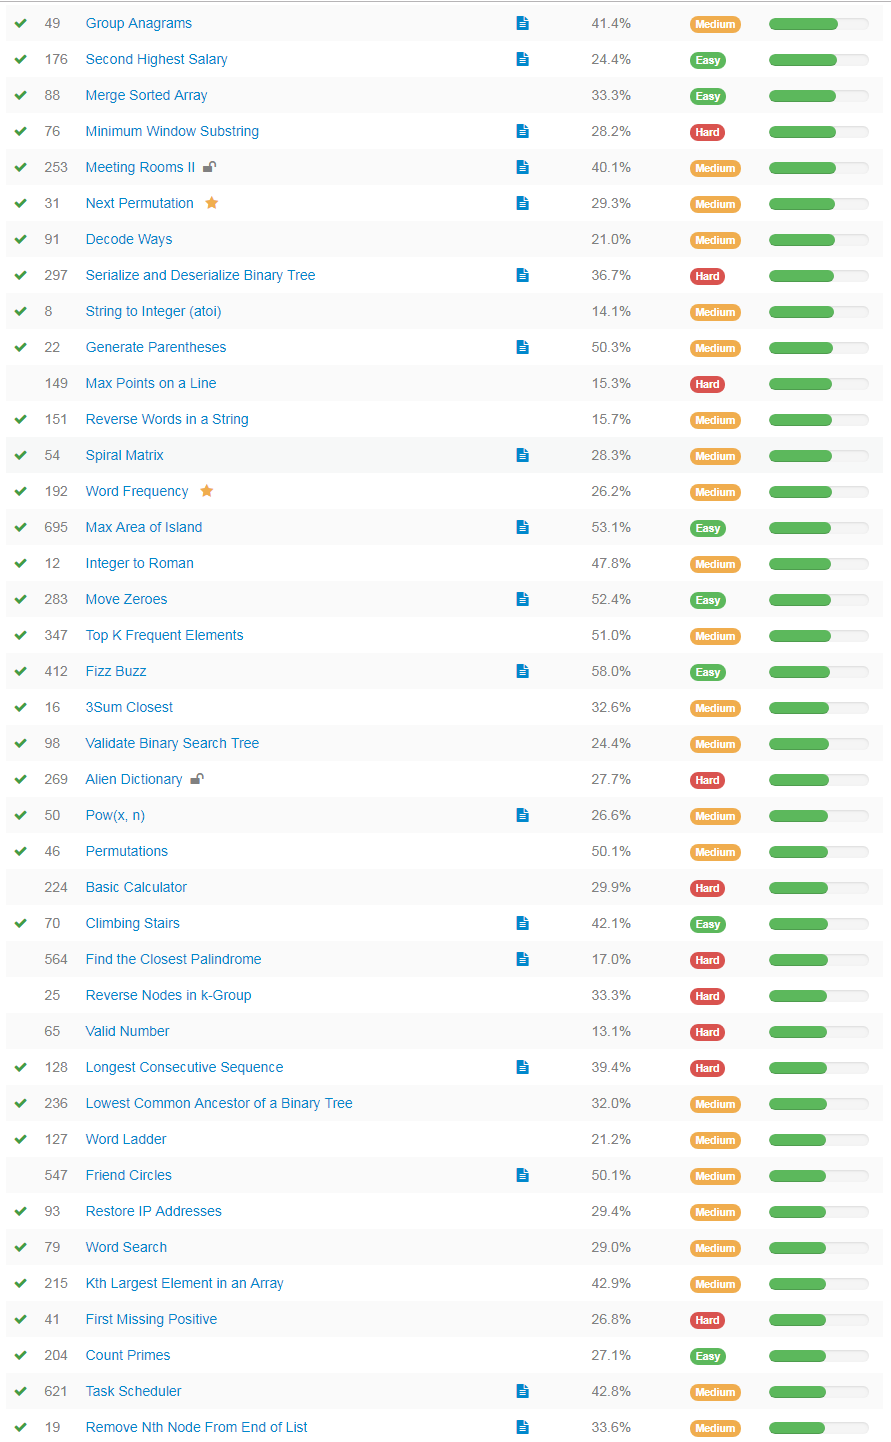 49 Group Anagrams 41.4% Medium
176 Second Highest Salary 24.4% Easy
88 Merge Sorted Array 33.3% Easy
76 Minimum Window Substring 28.2% Hard
253 Meeting Rooms II 40.1% Medium
31 Next Permutation 29.3% Medium
91 Decode Ways 21.0% Medium
297 Serialize and Deserialize Binary Tree 36.7% Hard
8 String to Integer (atoi) 14.1% Medium
22 Generate Parentheses 50.3% Medium
149 Max Points on a Line 15.3% Hard
151 Reverse Words in a String 15.7% Medium
54 Spiral Matrix 28.3% Medium
192 Word Frequency 26.2% Medium
695 Max Area of Island 53.1% Easy
12 Integer to Roman 47.8% Medium
283 Move Zeroes 52.4% Easy
347 Top K Frequent Elements 51.0% Medium
412 Fizz Buzz 58.0% Easy
16 3Sum Closest 32.6% Medium
98 Validate Binary Search Tree 24.4% Medium
269 Alien Dictionary 27.7% Hard
50 Pow(x, n) 26.6% Medium
46 Permutations 50.1% Medium
224 Basic Calculator 29.9% Hard
70 Climbing Stairs 42.1% Easy
564 Find the Closest Palindrome 17.0% Hard
25 Reverse Nodes in k-Group 33.3% Hard
65 Valid Number 13.1% Hard
128 Longest Consecutive Sequence 39.4% Hard
236 Lowest Common Ancestor of a Binary Tree 32.0% Medium
127 Word Ladder 21.2% Medium
547 Friend Circles 50.1% Medium
93 Restore IP Addresses 29.4% Medium
79 Word Search 29.0% Medium
215 Kth Largest Element in an Array 42.9% Medium
41 First Missing Positive 26.8% Hard
204 Count Primes 27.1% Easy
621 Task Scheduler 42.8% Medium
19 Remove Nth Node From End of List 33.6% Medium